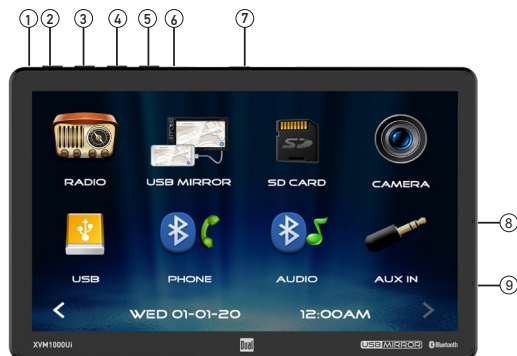 1 2 3 4 5 6 7
RADIO USB MIRROR SD CARD CAMERA
8
USB PHONE AUDIO AUX IN
9
< WED 01-01-20 12:00AM >
XVM1000Ui Dual USB MIRROR Bluetooth